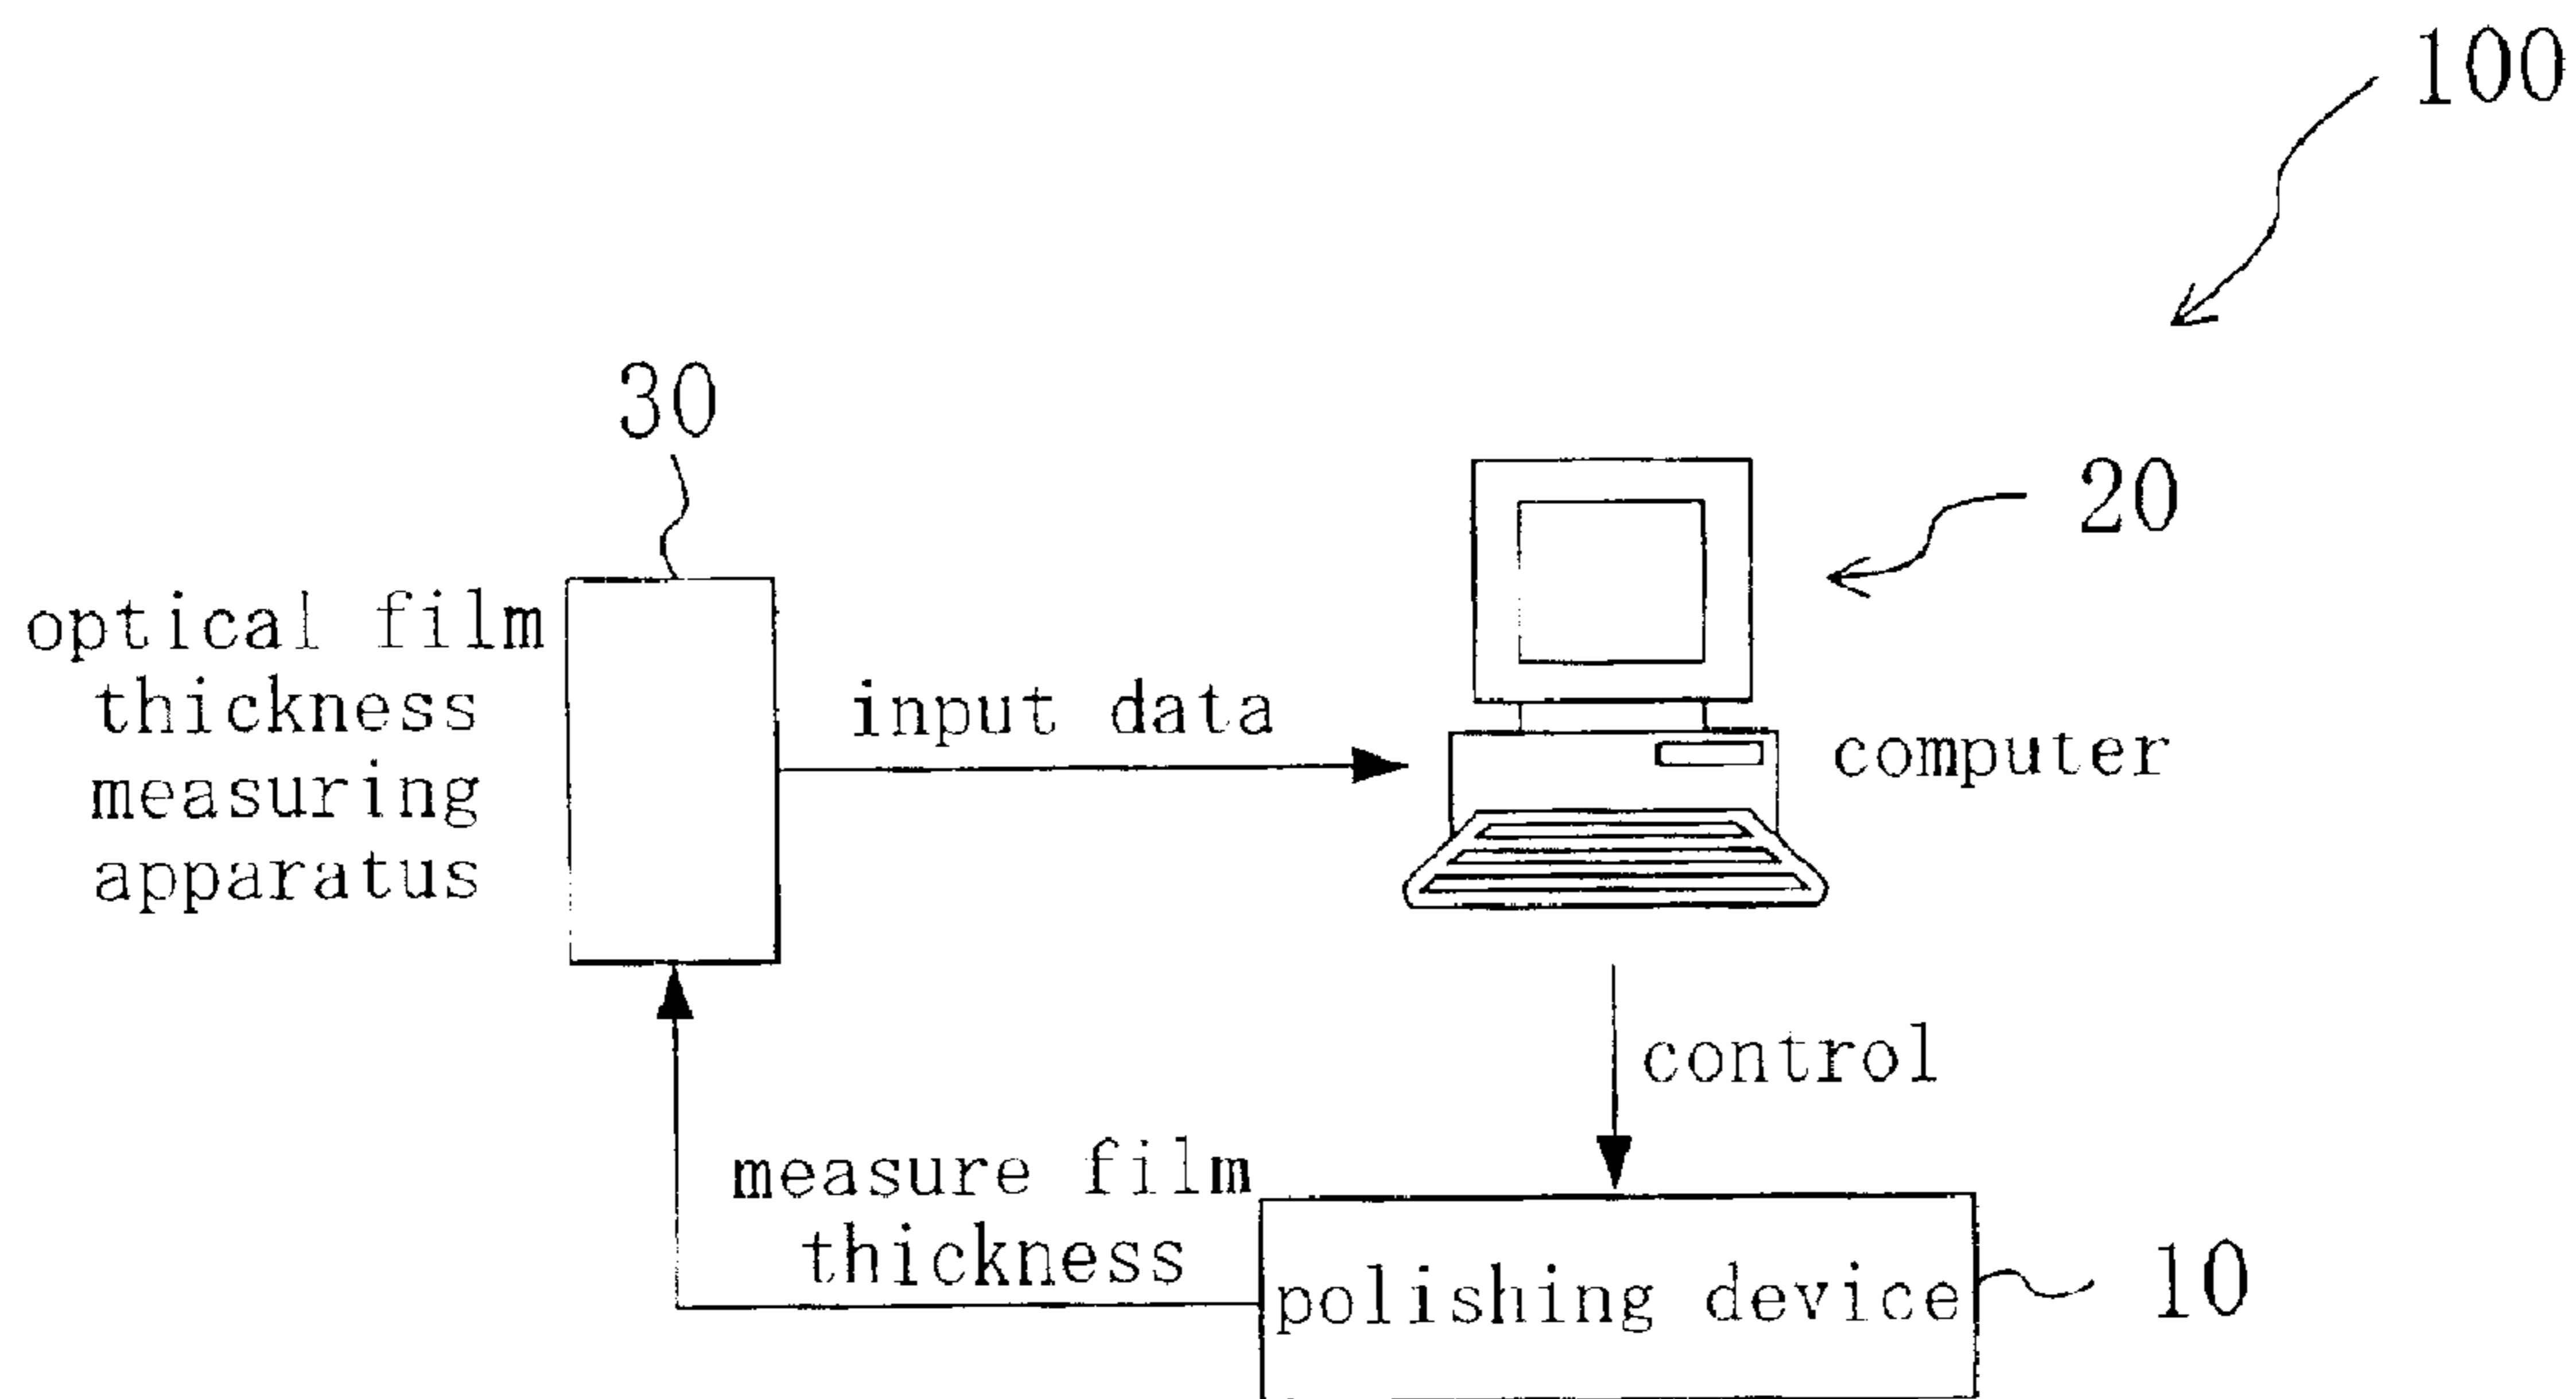 100
30
20
optical film
thickness
measuring
apparatus
input data
computer
control
measure film
thickness
polishing device
10